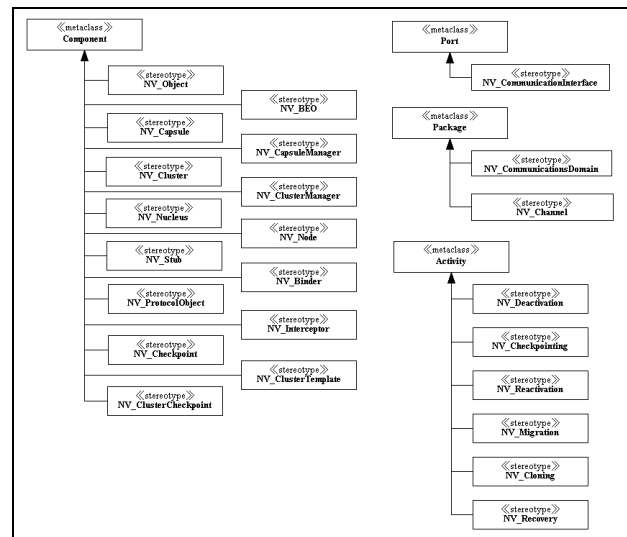 ≪metaclass≫
Component
≪stereotype≫
NV_Object
≪stereotype≫
NV_BEO
≪stereotype≫
NV_Capsule
≪stereotype≫
NV_CapsuleManager
≪stereotype≫
NV_Cluster
≪stereotype≫
NV_ClusterManager
≪stereotype≫
NV_Nucleus
≪stereotype≫
NV_Node
≪stereotype≫
NV_Stub
≪stereotype≫
NV_Binder
≪stereotype≫
NV_ProtocolObject
≪stereotype≫
NV_Interceptor
≪stereotype≫
NV_Checkpoint
≪stereotype≫
NV_ClusterTemplate
≪stereotype≫
NV_ClusterCheckpoint
≪metaclass≫
Port
≪stereotype≫
NV_CommunicationInterface
≪metaclass≫
Package
≪stereotype≫
NV_CommunicationsDomain
≪stereotype≫
NV_Channel
≪metaclass≫
Activity
≪stereotype≫
NV_Deactivation
≪stereotype≫
NV_Checkpointing
≪stereotype≫
NV_Reactivation
≪stereotype≫
NV_Migration
≪stereotype≫
NV_Cloning
≪stereotype≫
NV_Recovery